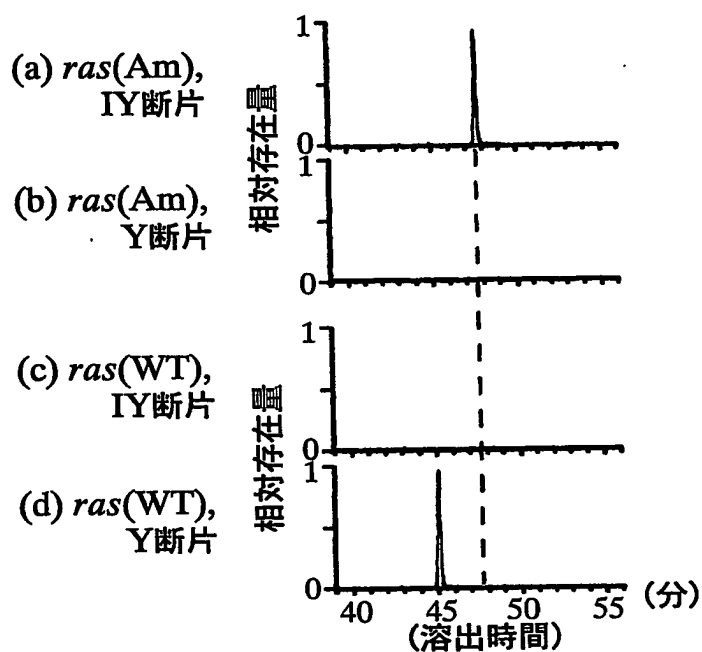 (a) ras(Am),
IY断片
相対存在量
1
0
(b) ras(Am),
Y断片
1
0
(c) ras(WT),
IY断片
相対存在量
1
0
(d) ras(WT),
Y断片
1
0
40 45 50 55 (分)
(溶出時間)